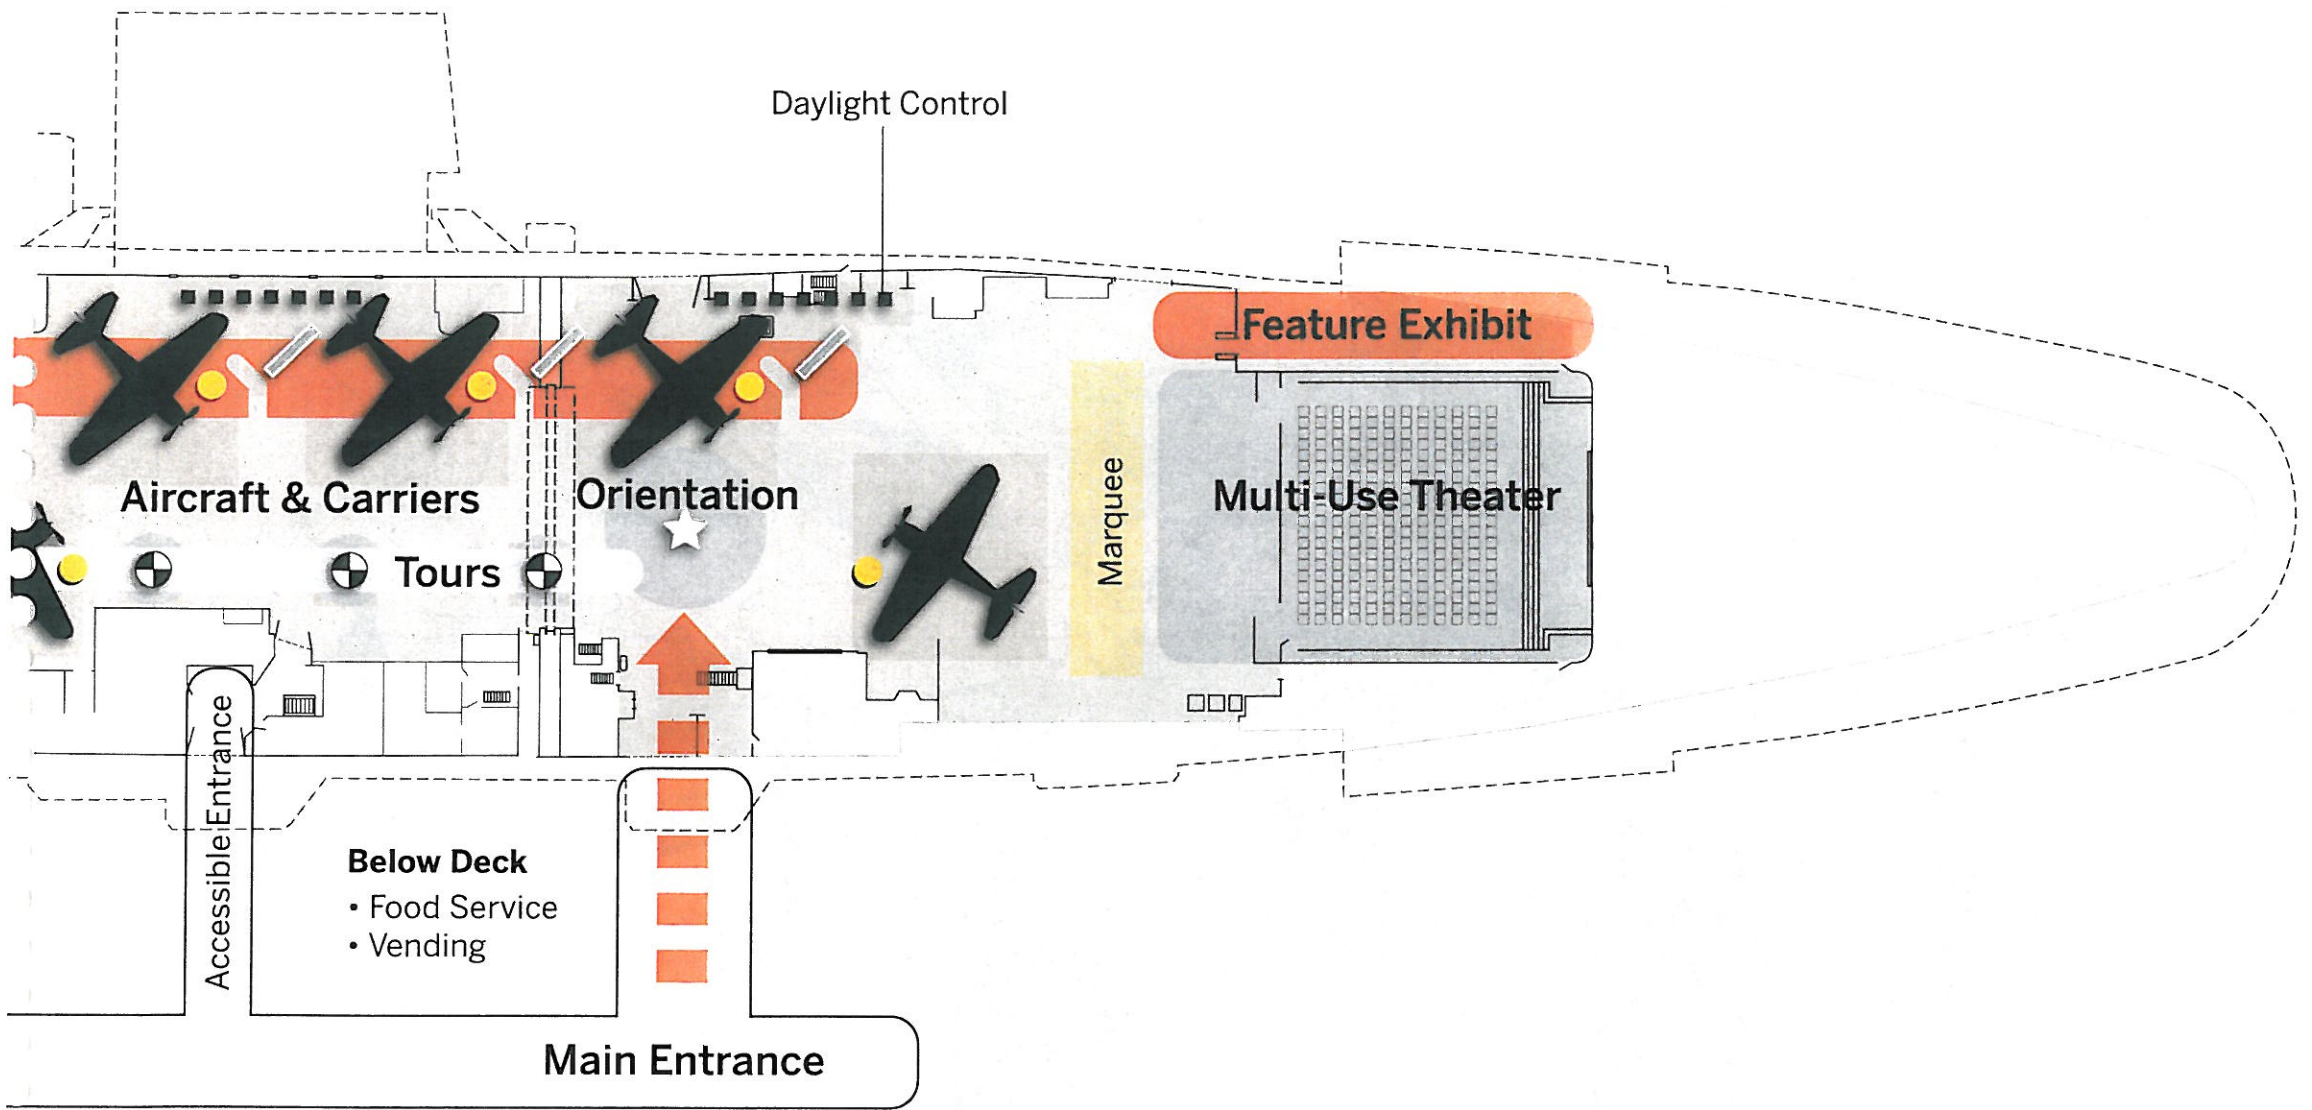 Daylight Control
Feature Exhibit
Aircraft & Carriers
Orientation
Marquee
Multi-Use Theater
Tours
Accessible Entrance
Below Deck
• Food Service
• Vending
Main Entrance